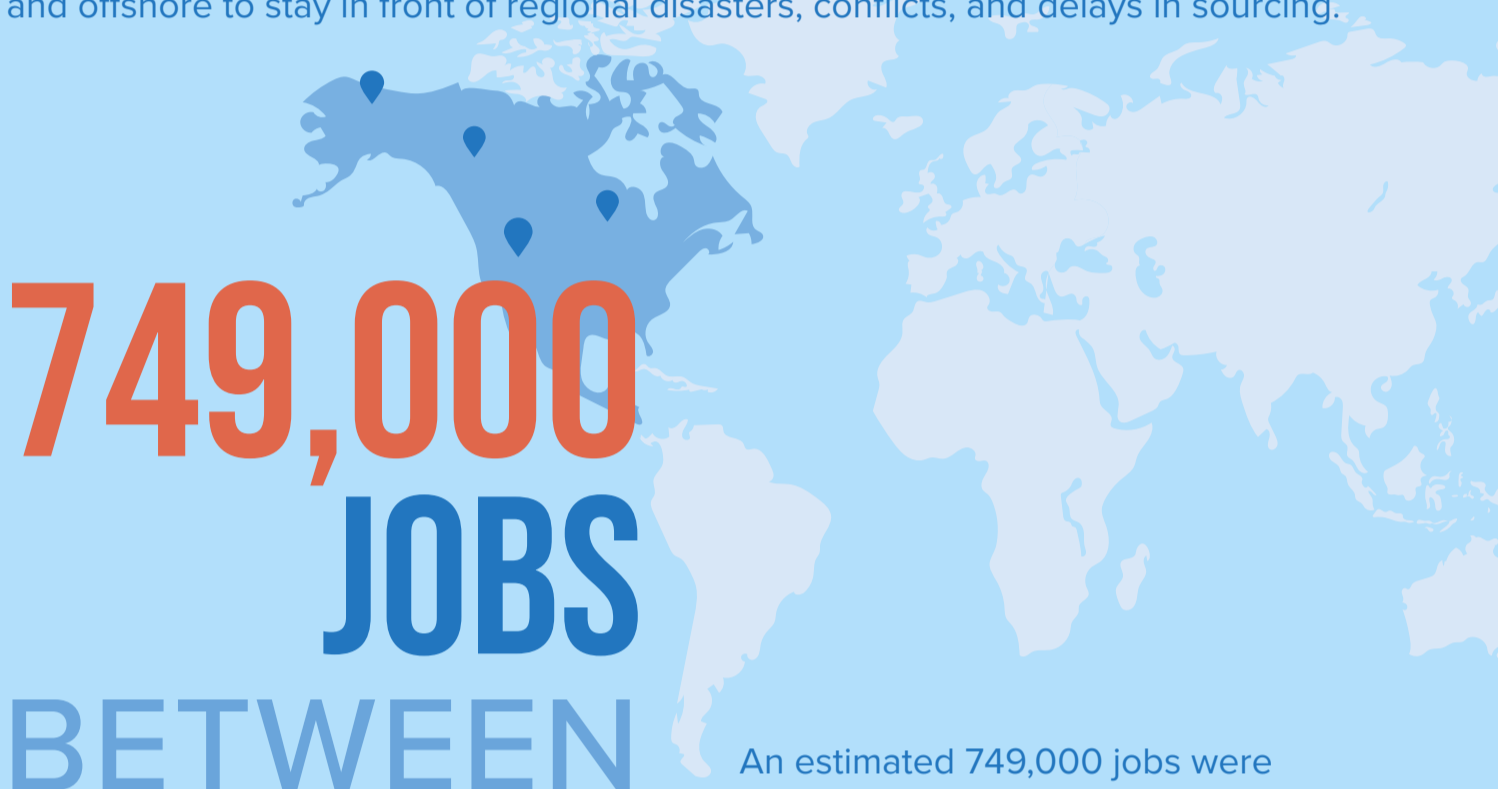 and offshore to stay in front of regional disasters, conflicts, and delays in sourcing.
749,000
JOBS
BETWEEN
An estimated 749,000 jobs were